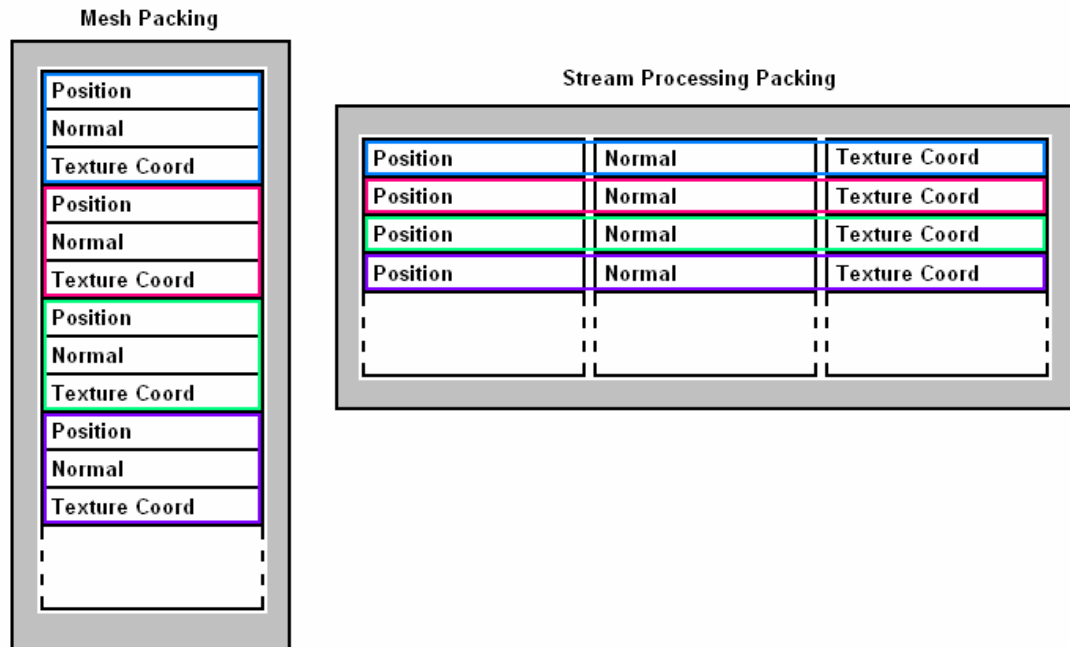 Mesh Packing
Position
Normal
Texture Coord
Position
Normal
Texture Coord
Position
Normal
Texture Coord
Position
Normal
Texture Coord
Stream Processing Packing
Position Normal Texture Coord
Position Normal Texture Coord
Position Normal Texture Coord
Position Normal Texture Coord